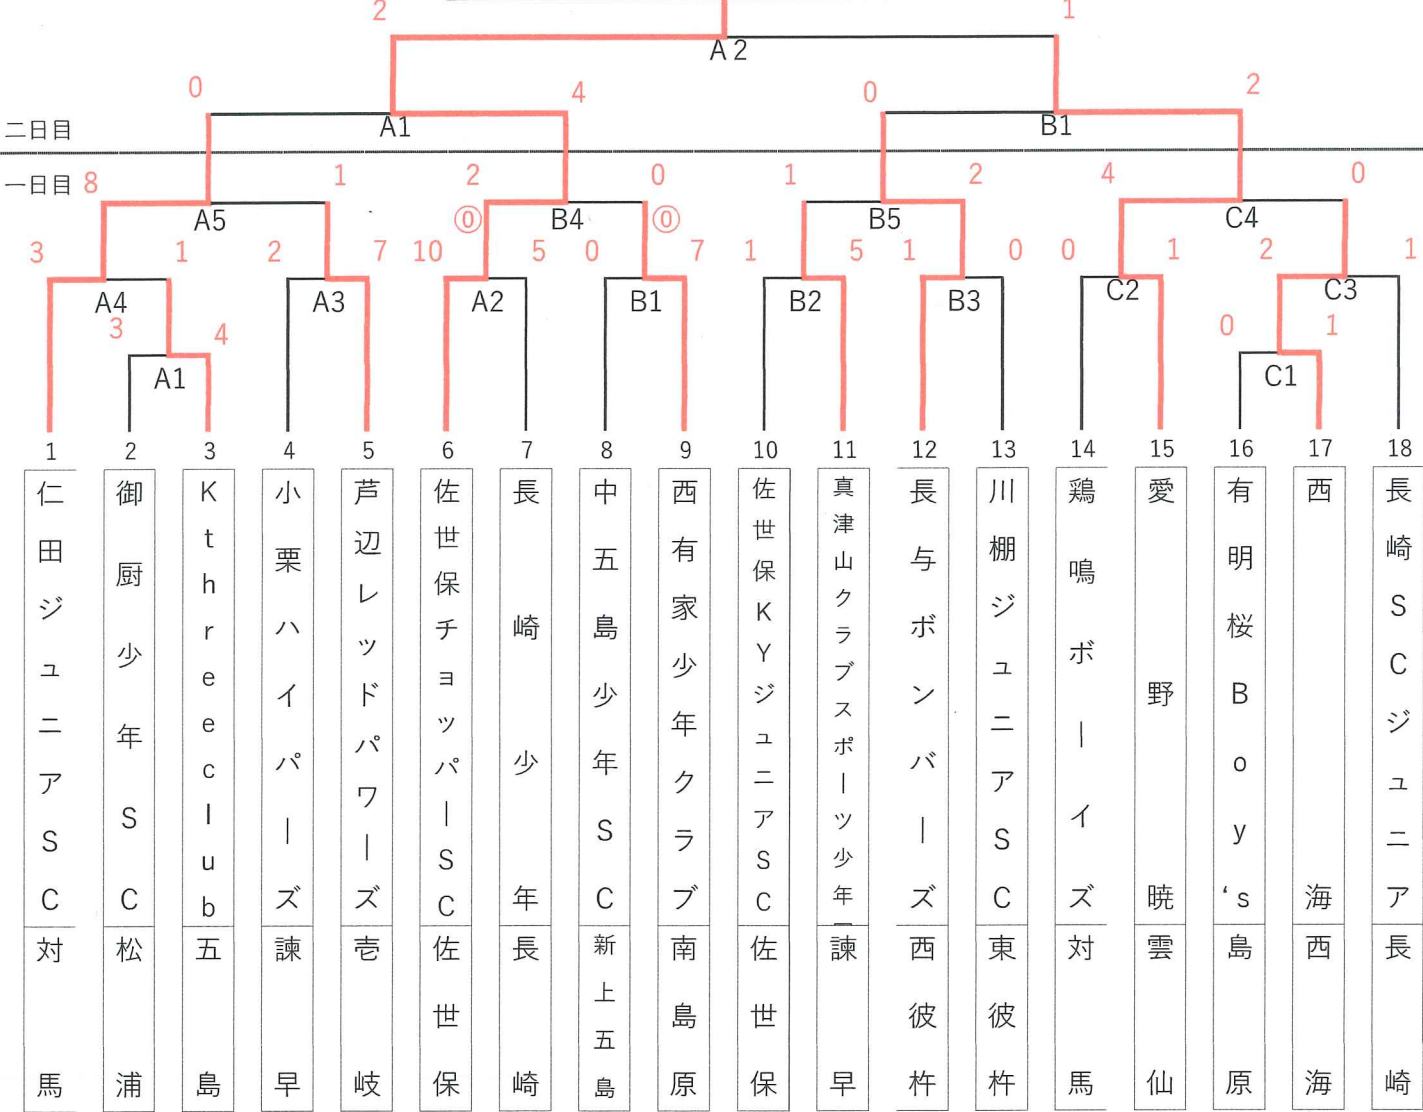 2 1
A 2
0 4 0 2
A1 B1
二日目
一日目 8 1 2 0 1 2 4 0
A5 ⓪ B4 ⓪ B5 C4
3 1 2 7 10 5 0 7 1 5 1 0 0 1 2 1
A4 A3 A2 B1 B2 B3 C2 C3
3 4 0 1
A1 C1
1 2 3 4 5 6 7 8 9 10 11 12 13 14 15 16 17 18
仁田ジュニアSC
御厨少年SC
Kthreeclub
小栗ハイパーズ
芦辺レッドパワーズ
佐世保チョッパーSC
長崎少年
中五島少年SC
西有家少年クラブ
佐世保KYジュニアSC
真津山クラブスポーツ少年
長与ボンバーズ
川棚ジュニアSC
鶏鳴ボーイズ
愛野暁
有明桜Boy‘s
西海
長崎SCジュニア
対馬
松浦
五島
諫早
壱岐
佐世保
長崎
新上五島
南島原
佐世保
諫早
西彼杵
東彼杵
対馬
雲仙
島原
西海
長崎